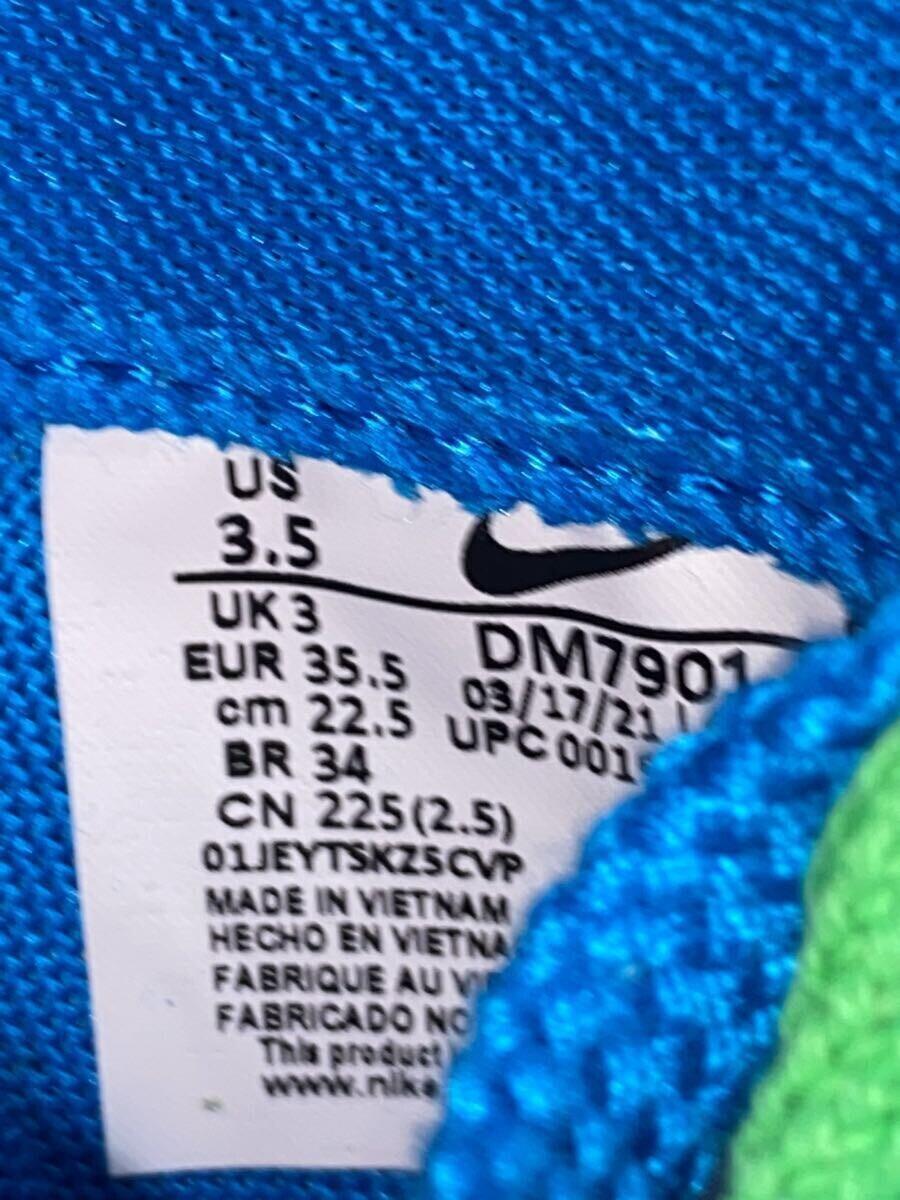 US
3.5
UK 3
EUR 35.5
cm 22.5
BR 34
CN 225 (2.5)
01JEYTSKZ5CVP
MADE IN VIETNAM
HECHO EN VIETNA
FABRIQUE AU VI
FABRICADO NO
This product
www.nike
DM7901
03/17/21
UPC 001